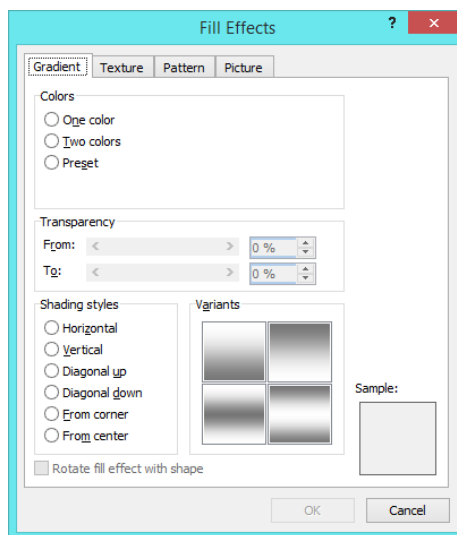 Fill Effects ? x
Gradient Texture Pattern Picture
Colors
One color
Two colors
Preset
Transparency
From: < > 0 %
To: < > 0 %
Shading styles
Horizontal
Vertical
Diagonal up
Diagonal down
From corner
From center
Variants
Sample:
Rotate fill effect with shape
OK Cancel